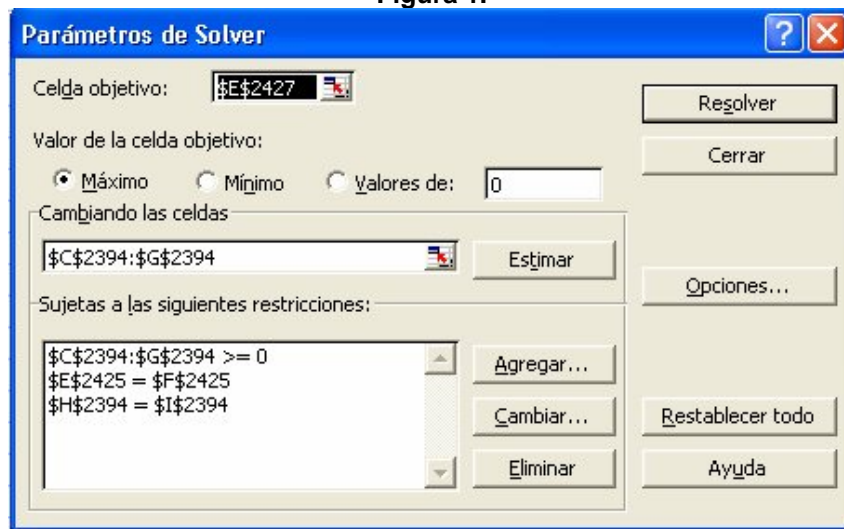 Figura 1.
Parámetros de Solver
Celda objetivo: $E$2427
Resolver
Valor de la celda objetivo:
Cerrar
Máximo Mínimo Valores de: 0
Cambiando las celdas
$C$2394:$G$2394 Estimar
Opciones...
Sujetas a las siguientes restricciones:
$C$2394:$G$2394 >= 0
$E$2425 = $F$2425
$H$2394 = $I$2394
Agregar...
Cambiar... Restablecer todo
Eliminar Ayuda